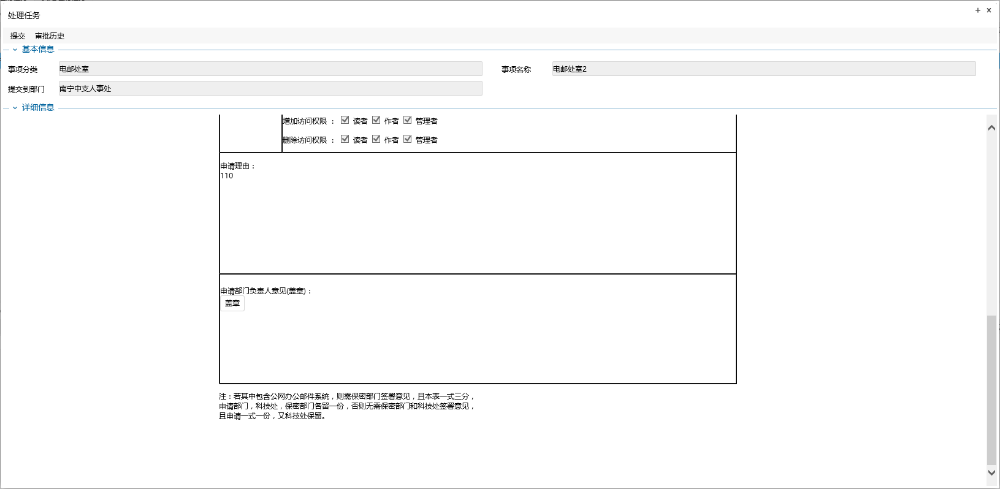 处理任务
提交 审批历史
基本信息
事项分类 电邮处室 事项名称 电邮处室2
提交到部门 南宁中支人事处
详细信息
增加访问权限 ： 读者 作者 管理者
删除访问权限 ： 读者 作者 管理者
申请理由：
110
申请部门负责人意见(盖章)：
盖章
注：若其中包含公网办公邮件系统，则需保密部门签署意见，且本表一式三分，
申请部门，科技处，保密部门各留一份，否则无需保密部门和科技处签署意见，
且申请一式一份，又科技处保留。